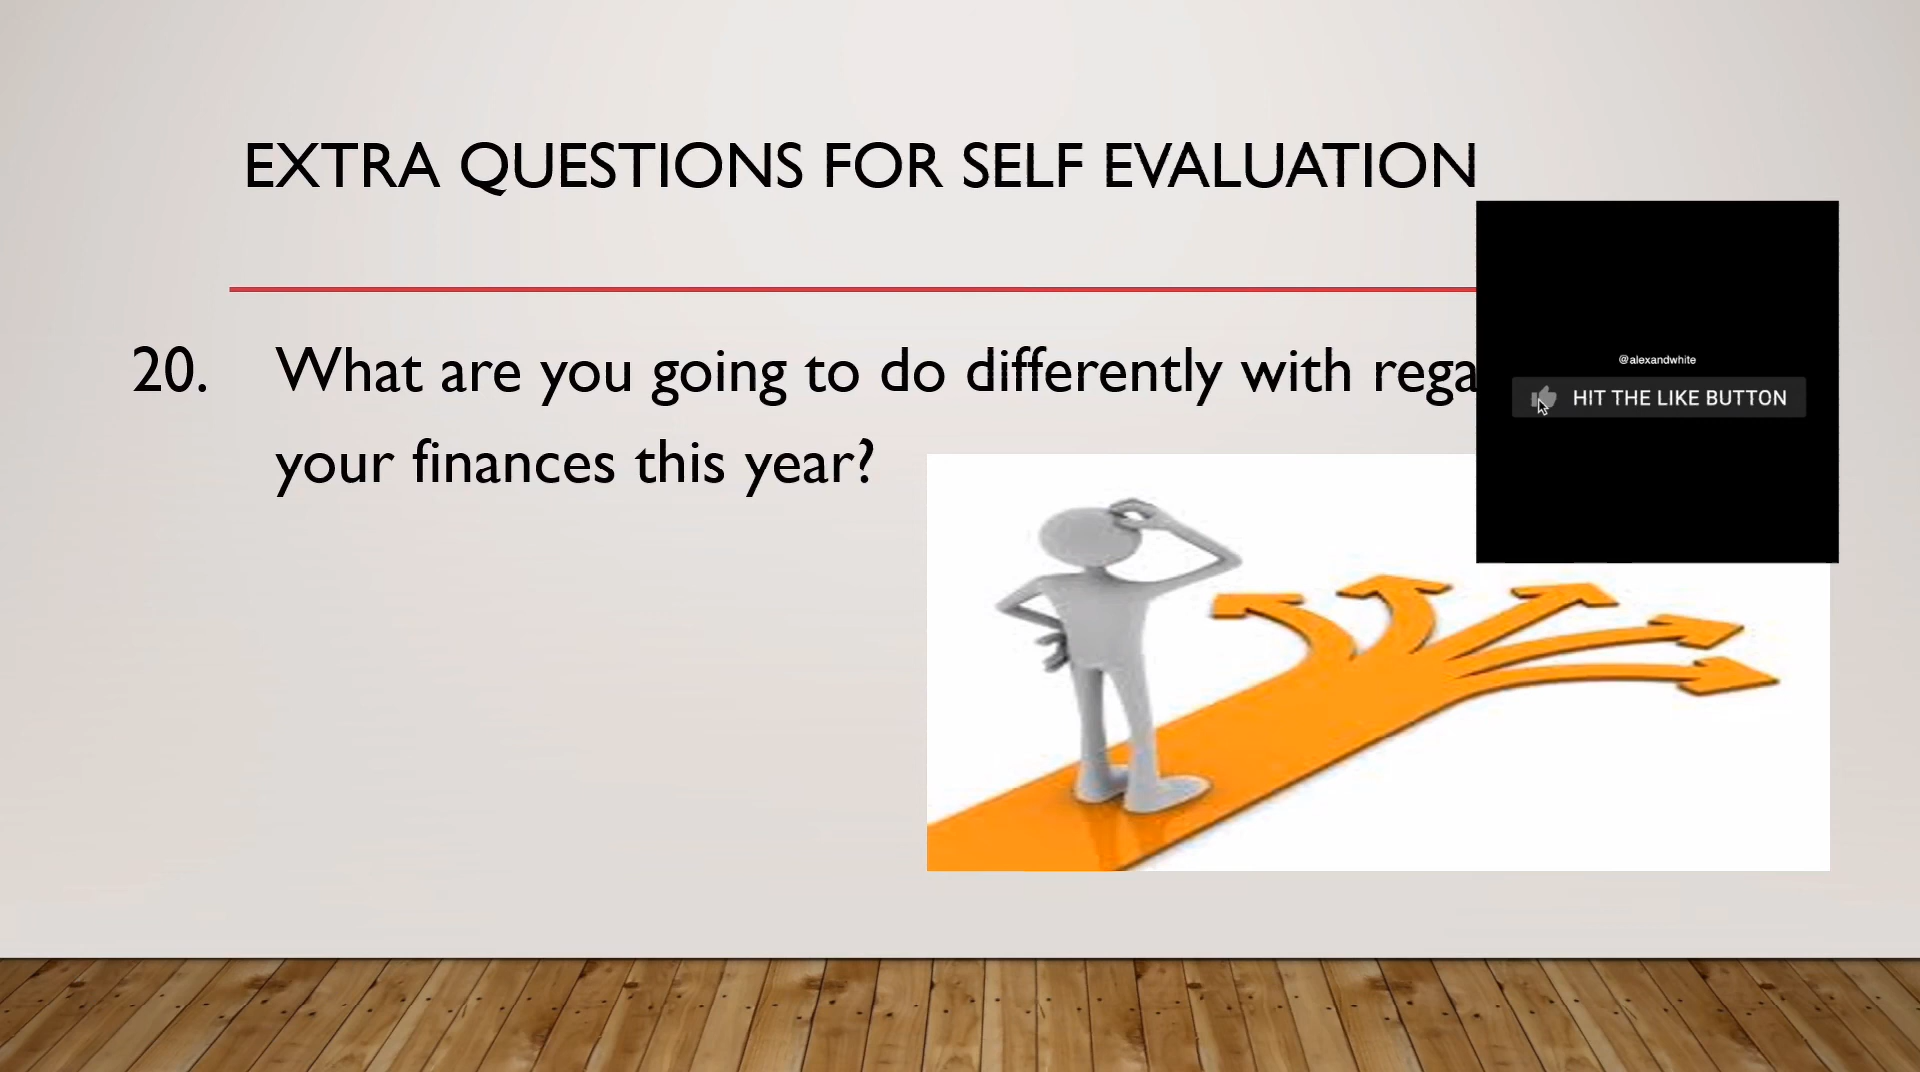 EXTRA QUESTIONS FOR SELF EVALUATION
20. What are you going to do differently with
your finances this year?
@alexandwhite
HIT THE LIKE BUTTON